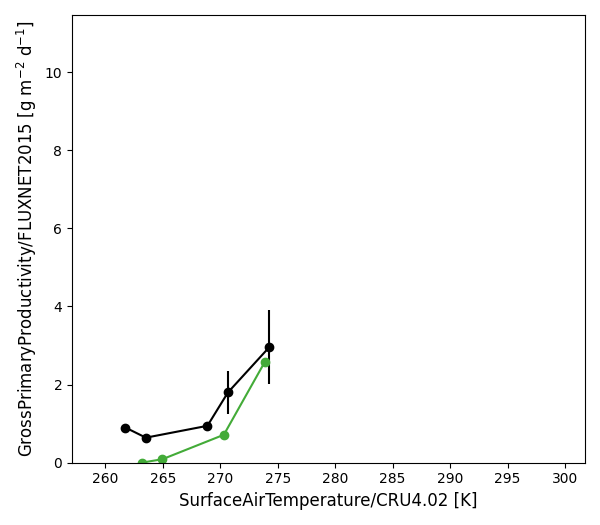 GrossPrimaryProductivity/FLUXNET2015 [g m⁻² d⁻¹]
10
8
6
4
2
0
260 265 270 275 280 285 290 295 300
SurfaceAirTemperature/CRU4.02 [K]